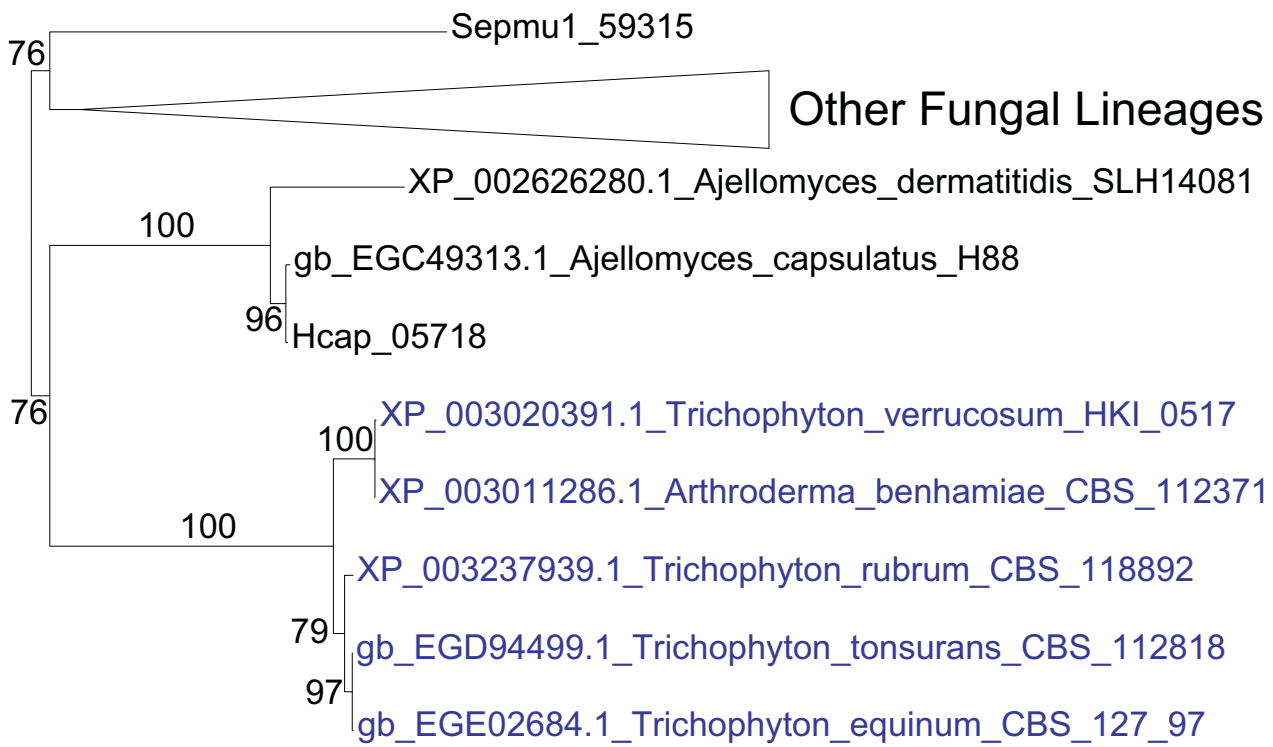 Sepmu1_59315
76
Other Fungal Lineages
XP_002626280.1_Ajellomyces_dermatitidis_SLH14081
100
gb_EGC49313.1_Ajellomyces_capsulatus_H88
96
Hcap_05718
76
XP_003020391.1_Trichophyton_verrucosum_HKI_0517
100
XP_003011286.1_Arthroderma_benhamiae_CBS_112371
100
XP_003237939.1_Trichophyton_rubrum_CBS_118892
79
gb_EGD94499.1_Trichophyton_tonsurans_CBS_112818
97
gb_EGE02684.1_Trichophyton_equinum_CBS_127_97